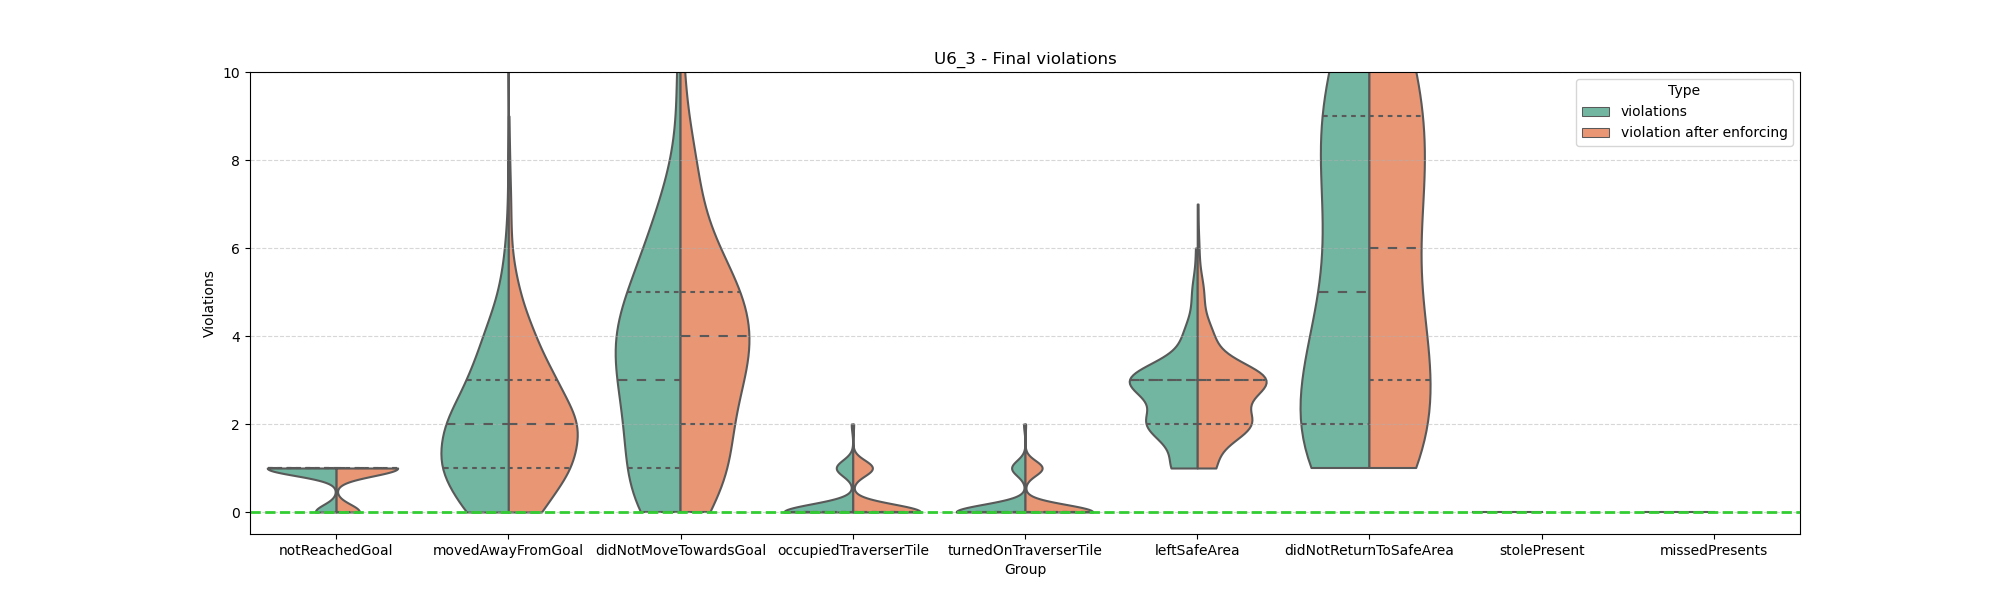 U6_3 - Final violations
10
8
6
4
2
0
Violations
Type
violations
violation after enforcing
notReachedGoal
movedAwayFromGoal
didNotMoveTowardsGoal
occupiedTraverserTile
turnedOnTraverserTile
leftSafeArea
didNotReturnToSafeArea
stolePresent
missedPresents
Group